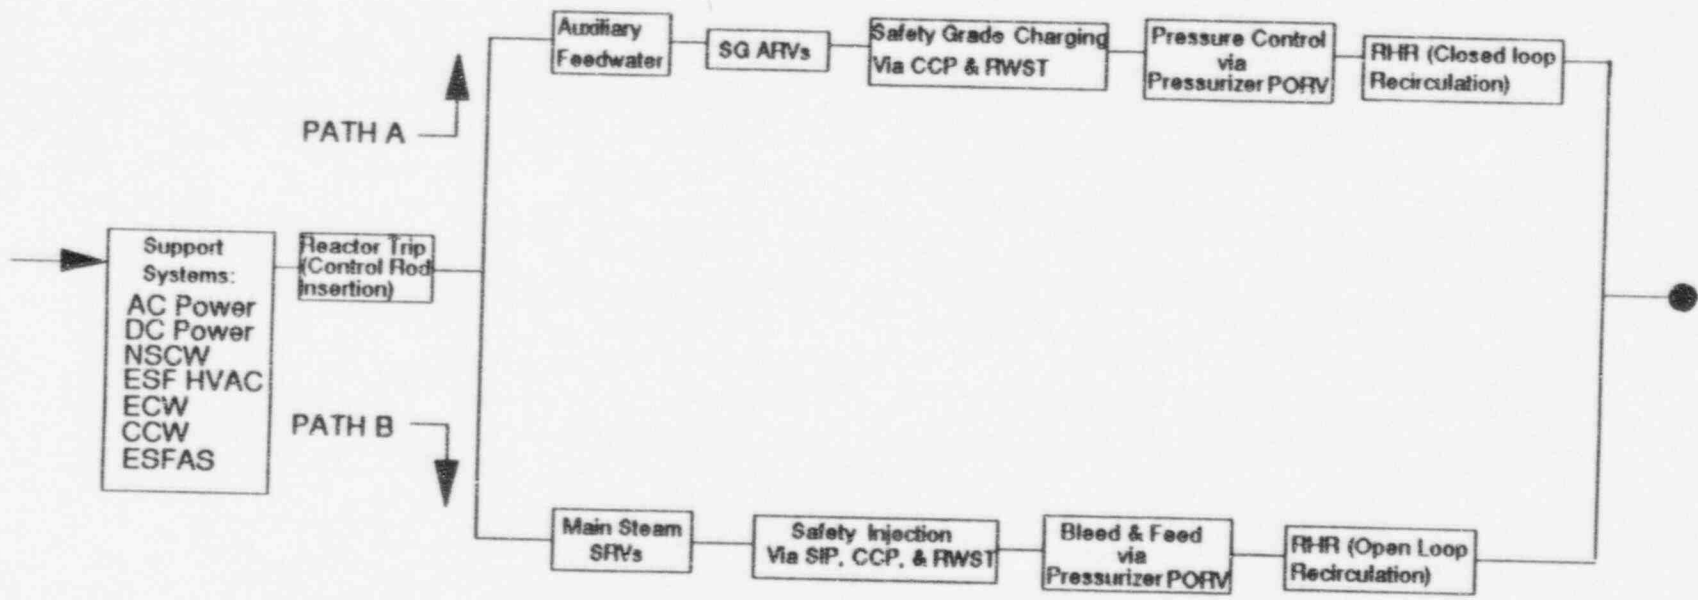 Auxiliary
Feedwater
SG ARVs
Safety Grade Charging
Via CCP & RWST
Pressure Control
via
Pressurizer PORV
RHR (Closed loop
Recirculation)
PATH A
Support
Systems:
AC Power
DC Power
NSCW
ESF HVAC
ECW
CCW
ESFAS
Reactor Trip
(Control Rod
Insertion)
PATH B
Main Steam
SRVs
Safety Injection
Via SIP, CCP, & RWST
Bleed & Feed
via
Pressurizer PORV
RHR (Open Loop
Recirculation)